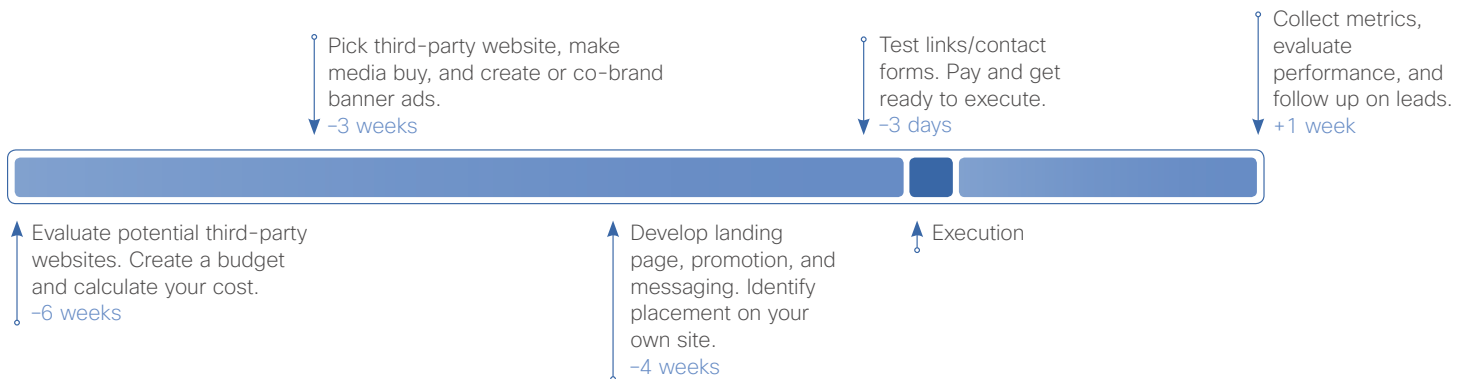 Pick third-party website, make
media buy, and create or co-brand
banner ads.
–3 weeks
Test links/contact
forms. Pay and get
ready to execute.
–3 days
Collect metrics,
evaluate
performance, and
follow up on leads.
+1 week
Evaluate potential third-party
websites. Create a budget
and calculate your cost.
–6 weeks
Develop landing
page, promotion, and
messaging. Identify
placement on your
own site.
–4 weeks
Execution